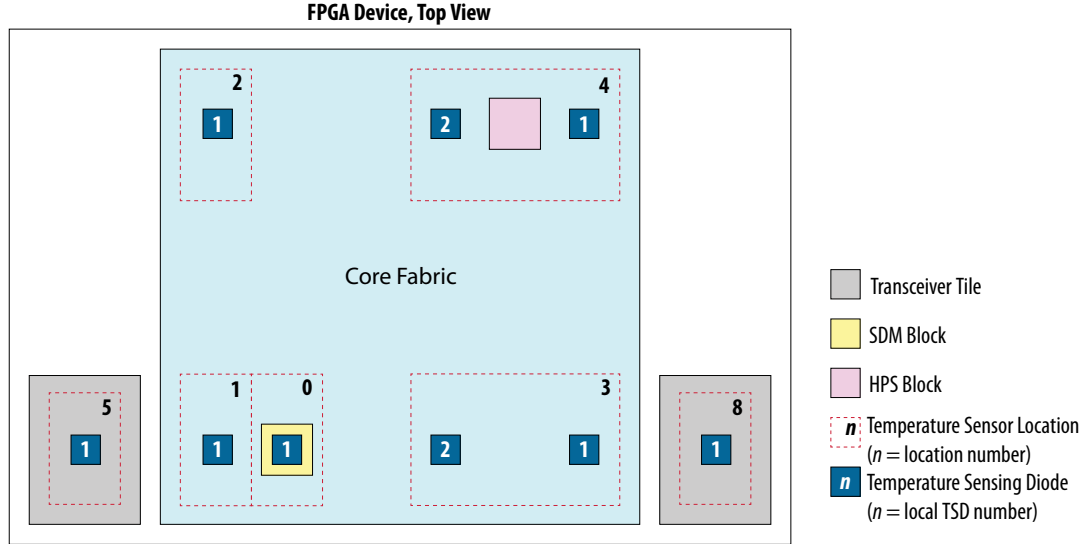 FPGA Device, Top View
2
4
1
2
1
Core Fabric
1
0
3
5
8
1
1
1
2
1
1
Transceiver Tile
SDM Block
HPS Block
n Temperature Sensor Location
(n = location number)
n Temperature Sensing Diode
(n = local TSD number)